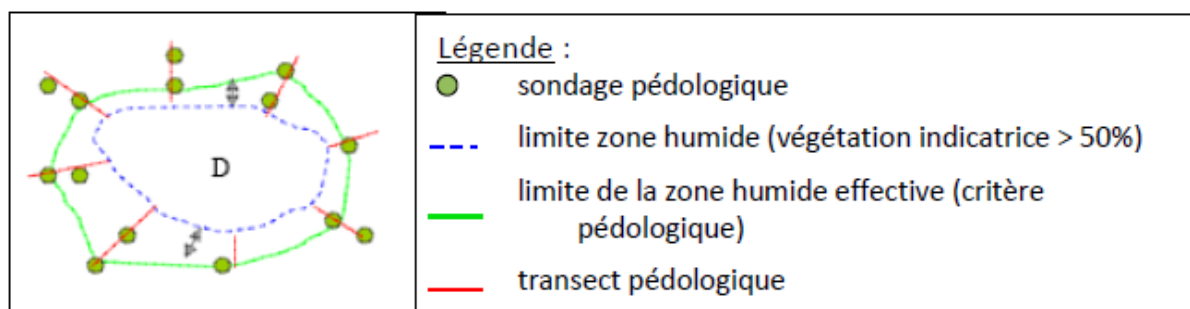 D
Légende :
sondage pédologique
limite zone humide (végétation indicatrice > 50%)
limite de la zone humide effective (critère
pédologique)
transect pédologique